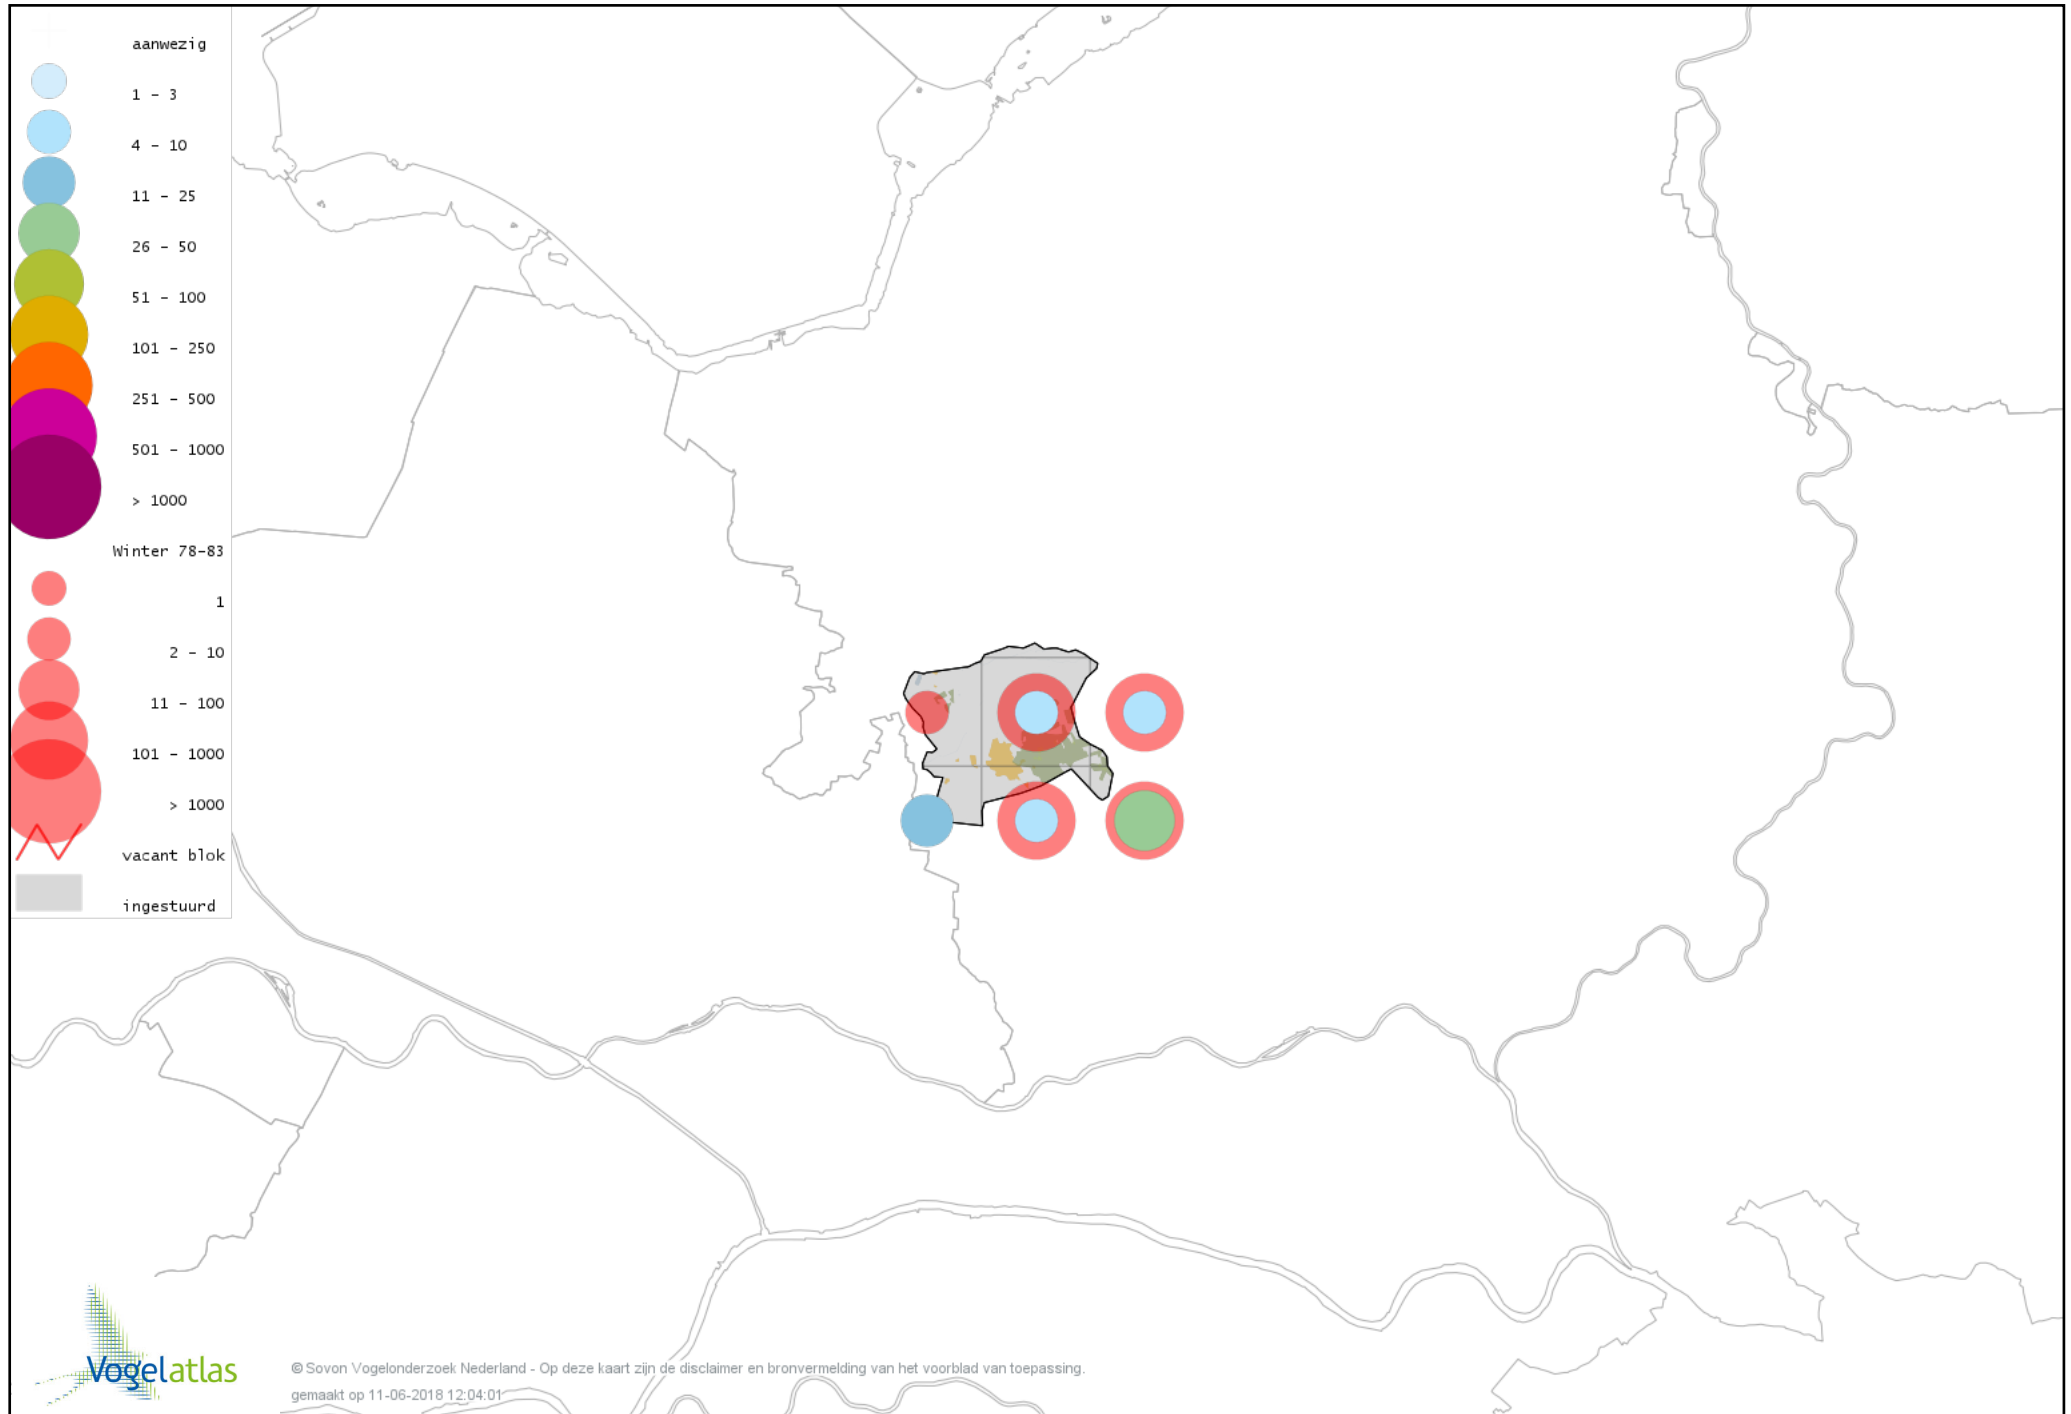 aanwezig
1 - 3
4 - 10
11 - 25
26 - 50
51 - 100
101 - 250
251 - 500
501 - 1000
> 1000
Winter 78-83
1
2 - 10
11 - 100
101 - 1000
> 1000
vacant blok
ingestuurd
Vogelatlas
© Sovon Vogelonderzoek Nederland - Op deze kaart zijn de disclaimer en bronvermelding van het voorblad van toepassing.
gemaakt op 11-06-2018 12:04:01